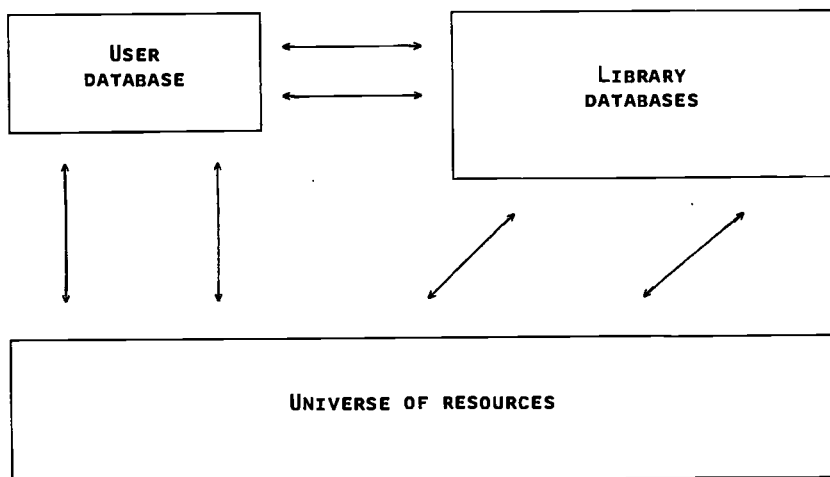 USER
DATABASE
LIBRARY
DATABASES
UNIVERSE OF RESOURCES